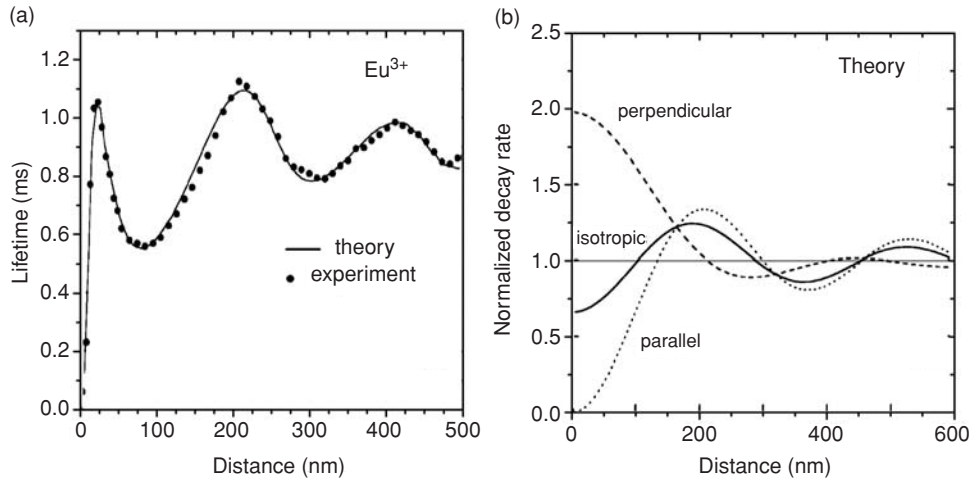 (a)
Eu³⁺
Lifetime (ms)
1.2
1.0
0.8
0.6
0.4
0.2
0.0
theory
experiment
0
100
200
300
400
500
Distance (nm)
(b)
Theory
Normalized decay rate
2.5
2.0
1.5
1.0
0.5
0.0
perpendicular
isotropic
parallel
0
200
400
600
Distance (nm)